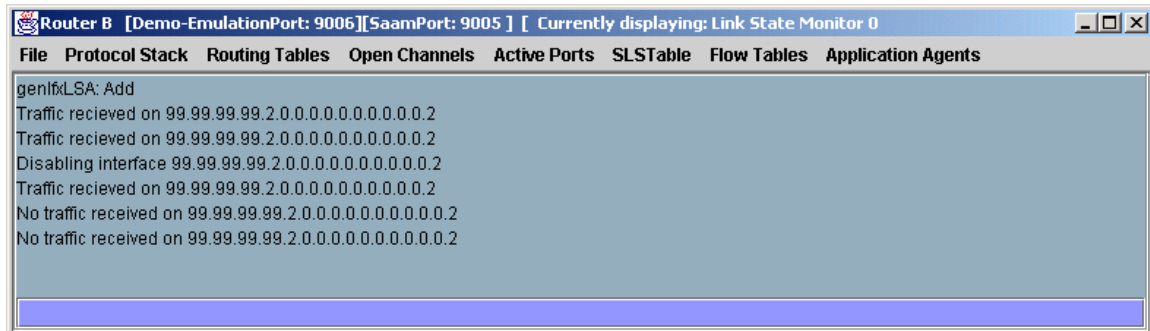 Router B [Demo-EmulationPort: 9006][SaamPort: 9005 ] [ Currently displaying: Link State Monitor 0
File Protocol Stack Routing Tables Open Channels Active Ports SLSTable Flow Tables Application Agents
genIfxLSA: Add
Traffic recieved on 99.99.99.99.2.0.0.0.0.0.0.0.0.0.0.2
Traffic recieved on 99.99.99.99.2.0.0.0.0.0.0.0.0.0.0.2
Disabling interface 99.99.99.99.2.0.0.0.0.0.0.0.0.0.0.2
Traffic recieved on 99.99.99.99.2.0.0.0.0.0.0.0.0.0.0.2
No traffic received on 99.99.99.99.2.0.0.0.0.0.0.0.0.0.0.2
No traffic received on 99.99.99.99.2.0.0.0.0.0.0.0.0.0.0.2